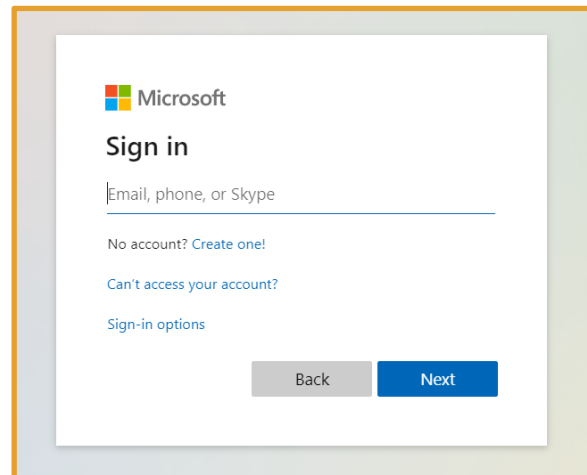 Microsoft
Sign in
Email, phone, or Skype
No account? Create one!
Can't access your account?
Sign-in options
Back Next